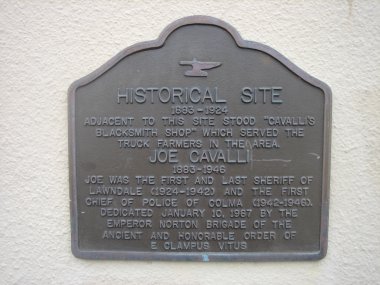 HISTORICAL SITE
1893-1924
ADJACENT TO THIS SITE STOOD "CAVALLI'S
BLACKSMITH SHOP" WHICH SERVED THE
TRUCK FARMERS IN THE AREA.
JOE CAVALLI
1883-1946
JOE WAS THE FIRST AND LAST SHERIFF OF
LAWNDALE (1924-1942) AND THE FIRST
CHIEF OF POLICE OF COLMA (1942-1946).
DEDICATED JANUARY 10, 1987 BY THE
EMPEROR NORTON BRIGADE OF THE
ANCIENT AND HONORABLE ORDER OF
E CLAMPUS VITUS